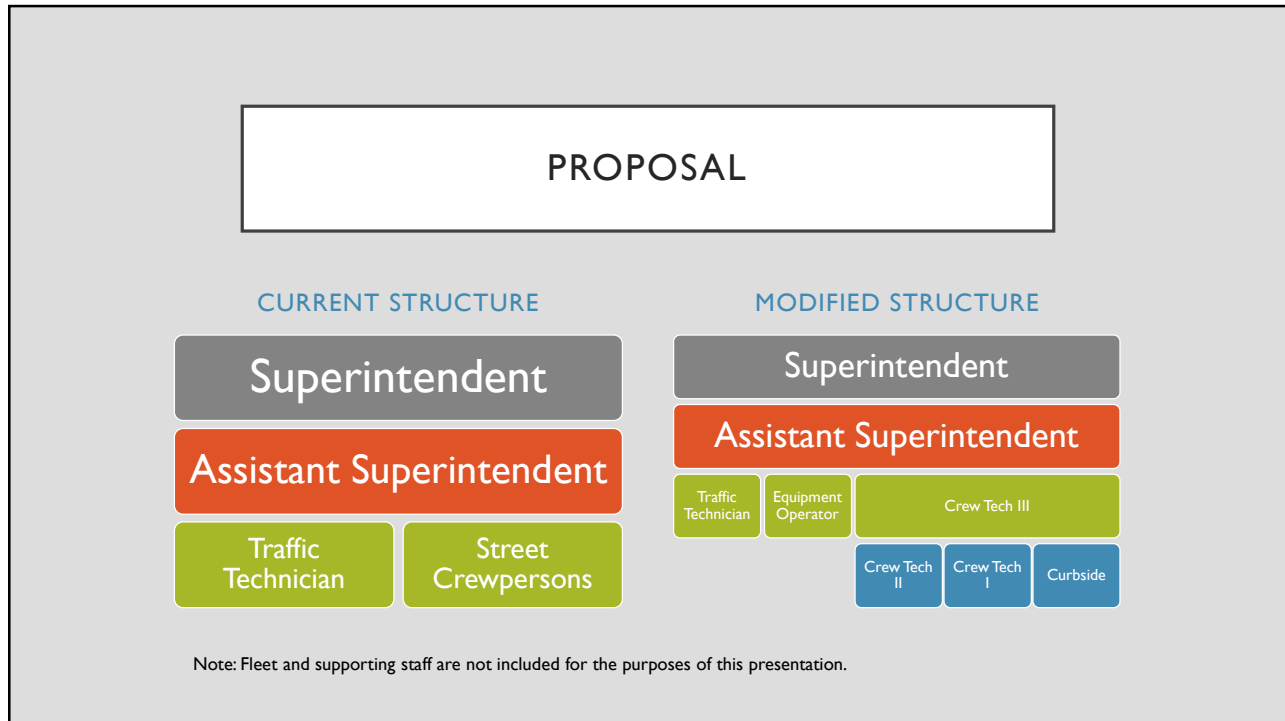 PROPOSAL
CURRENT STRUCTURE
Superintendent
Assistant Superintendent
Traffic
Technician
Street
Crewpersons
MODIFIED STRUCTURE
Superintendent
Assistant Superintendent
Traffic
Technician
Equipment
Operator
Crew Tech III
Crew Tech
II
Crew Tech
I
Curbside
Note: Fleet and supporting staff are not included for the purposes of this presentation.